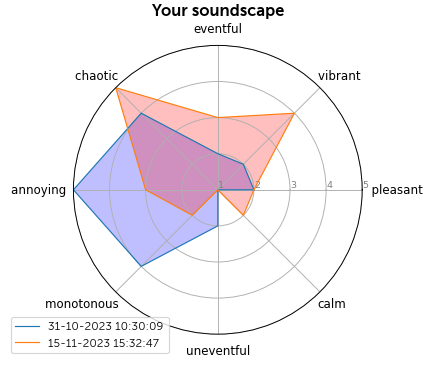 Your soundscape
eventful
chaotic
vibrant
annoying
1
2
3
4
5
pleasant
monotonous
calm
31-10-2023 10:30:09
15-11-2023 15:32:47
uneventful